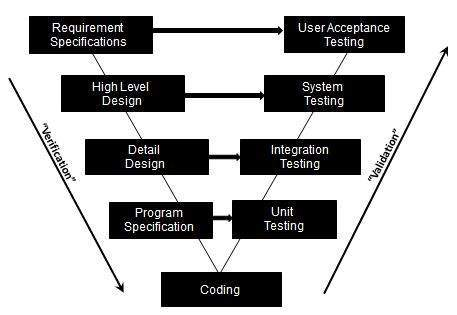 Requirement
Specifications
User Acceptance
Testing
High Level
Design
System
Testing
"Verification"
"Validation"
Detail
Design
Integration
Testing
Program
Specification
Unit
Testing
Coding